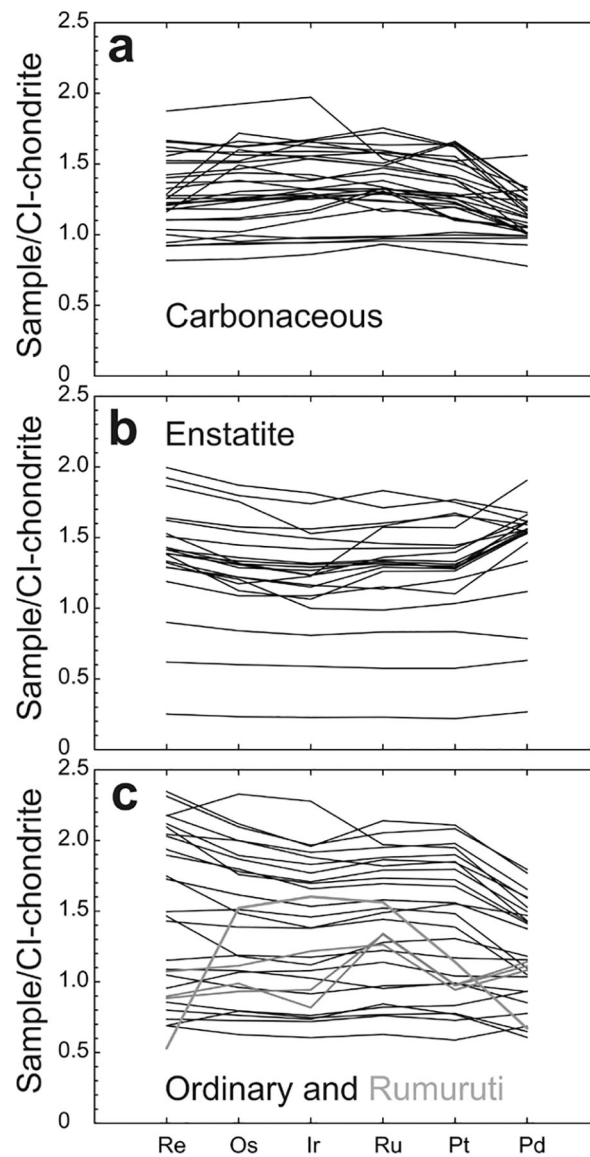 a
Sample/CI-chondrite
2.5
2.0
1.5
1.0
0.5
0
Carbonaceous
b
Enstatite
Sample/CI-chondrite
2.5
2.0
1.5
1.0
0.5
0
c
Sample/CI-chondrite
2.5
2.0
1.5
1.0
0.5
0
Ordinary and Rumuruti
Re Os Ir Ru Pt Pd